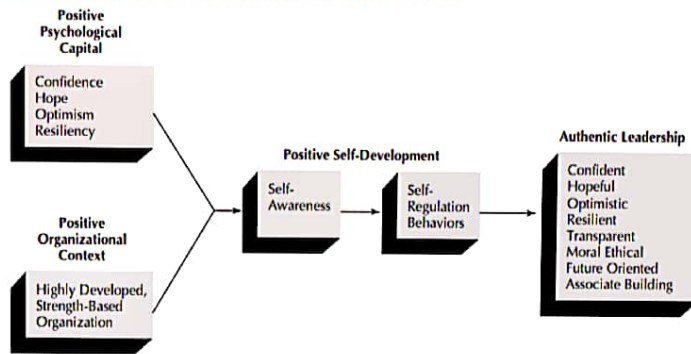 Positive
Psychological
Capital
Confidence
Hope
Optimism
Resiliency
Positive
Organizational
Context
Highly Developed,
Strength-Based
Organization
Positive Self-Development
Self-
Awareness
Self-
Regulation
Behaviors
Authentic Leadership
Confident
Hopeful
Optimistic
Resilient
Transparent
Moral Ethical
Future Oriented
Associate Building